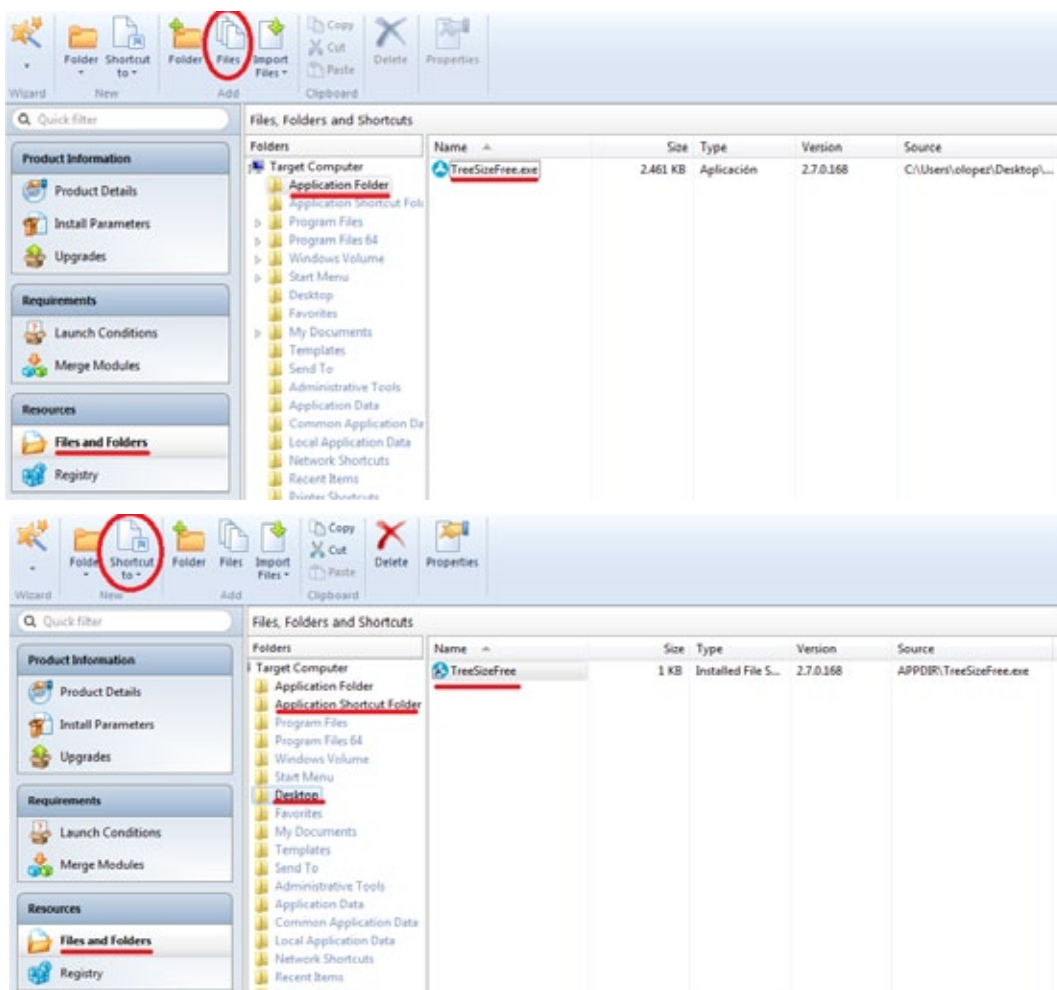 Folder Shortcut to Folder Files Import Files Copy Cut Paste Delete Properties
Wizard New Add Clipboard
Quick filter
Product Information
Product Details
Install Parameters
Upgrades
Requirements
Launch Conditions
Merge Modules
Resources
Files and Folders
Registry
Files, Folders and Shortcuts
Folders
Target Computer
Application Folder
Application Shortcut Fol
Program Files
Program Files 64
Windows Volume
Start Menu
Desktop
Favorites
My Documents
Templates
Send To
Administrative Tools
Application Data
Common Application Da
Local Application Data
Network Shortcuts
Recent Items
Printer Shortcuts
Name Size Type Version Source
TreeSizeFree.exe 2.461 KB Aplicación 2.7.0.168 C:\Users\olopez\Desktop\...
Folder Shortcut to Folder Files Import Files Copy Cut Paste Delete Properties
Wizard New Add Clipboard
Quick filter
Product Information
Product Details
Install Parameters
Upgrades
Requirements
Launch Conditions
Merge Modules
Resources
Files and Folders
Registry
Files, Folders and Shortcuts
Folders
Target Computer
Application Folder
Application Shortcut Folder
Program Files
Program Files 64
Windows Volume
Start Menu
Desktop
Favorites
My Documents
Templates
Send To
Administrative Tools
Application Data
Common Application Data
Local Application Data
Network Shortcuts
Recent Items
Name Size Type Version Source
TreeSizeFree 1 KB Installed File S... 2.7.0.168 APPDIR\TreeSizeFree.exe